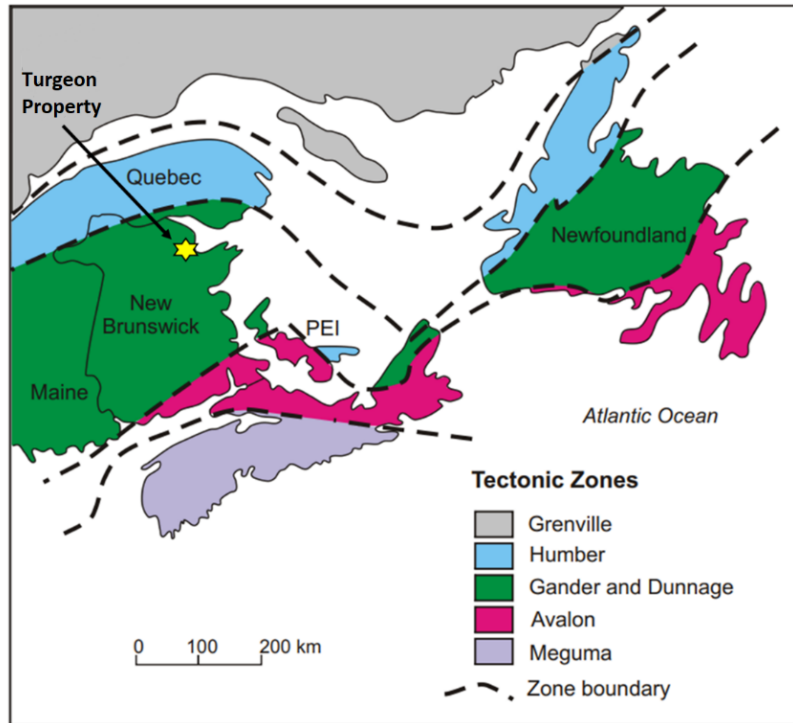 Turgeon
Property
Quebec
Newfoundland
New
Brunswick
PEI
Maine
Atlantic Ocean
Tectonic Zones
Grenville
Humber
Gander and Dunnage
Avalon
Meguma
Zone boundary
0 100 200 km